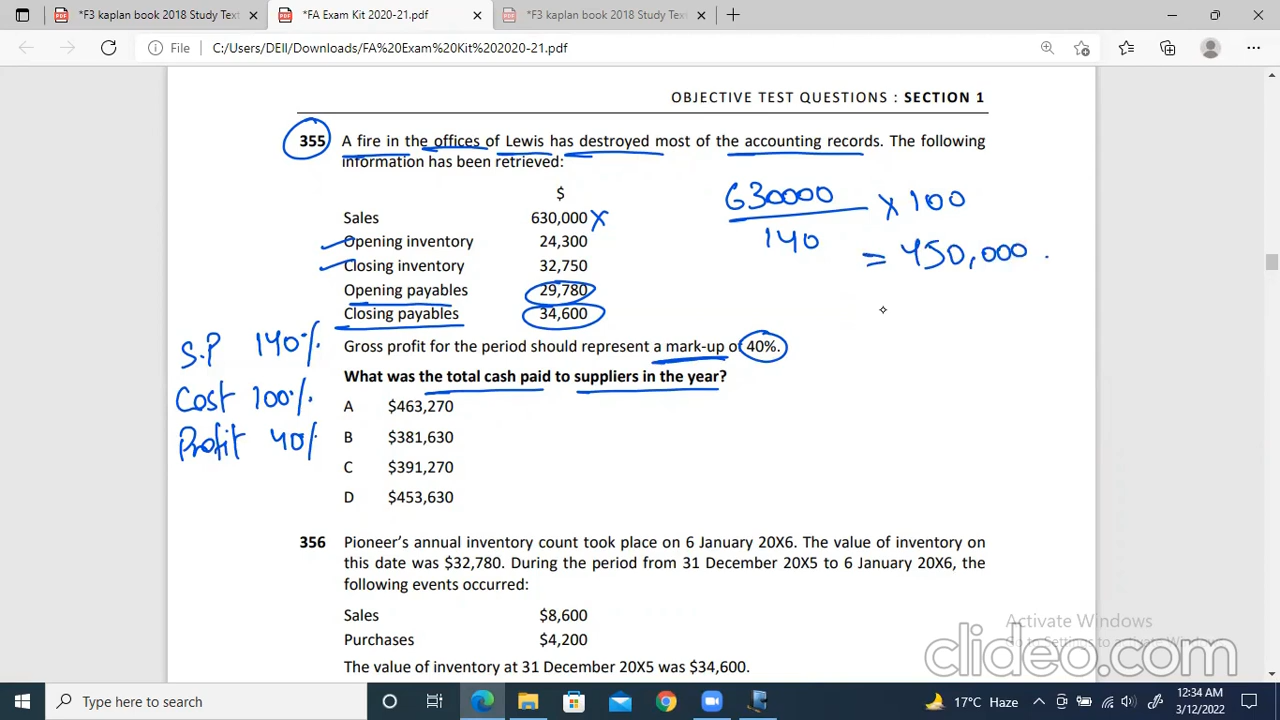 *F3 kaplan book 2018 Study Text
*FA Exam Kit 2020-21.pdf
*F3 kaplan book 2018 Study Text
File
C:/Users/DEll/Downloads/FA%20Exam%20Kit%202020-21.pdf
OBJECTIVE TEST QUESTIONS : SECTION 1
355 A fire in the offices of Lewis has destroyed most of the accounting records. The following
information has been retrieved:
$
Sales 630,000 X
Opening inventory 24,300
Closing inventory 32,750
Opening payables 29,780
Closing payables 34,600
630000 / 140 X 100
= 450,000.
Gross profit for the period should represent a mark-up of 40%.
What was the total cash paid to suppliers in the year?
S.P 140%
Cost 100%
Profit 40%
A $463,270
B $381,630
C $391,270
D $453,630
356 Pioneer's annual inventory count took place on 6 January 20X6. The value of inventory on
this date was $32,780. During the period from 31 December 20X5 to 6 January 20X6, the
following events occurred:
Sales $8,600
Purchases $4,200
The value of inventory at 31 December 20X5 was $34,600.
Activate Windows
Go to Settings to activate Windows.
clideo.com
Type here to search
17°C Haze
12:34 AM
3/12/2022